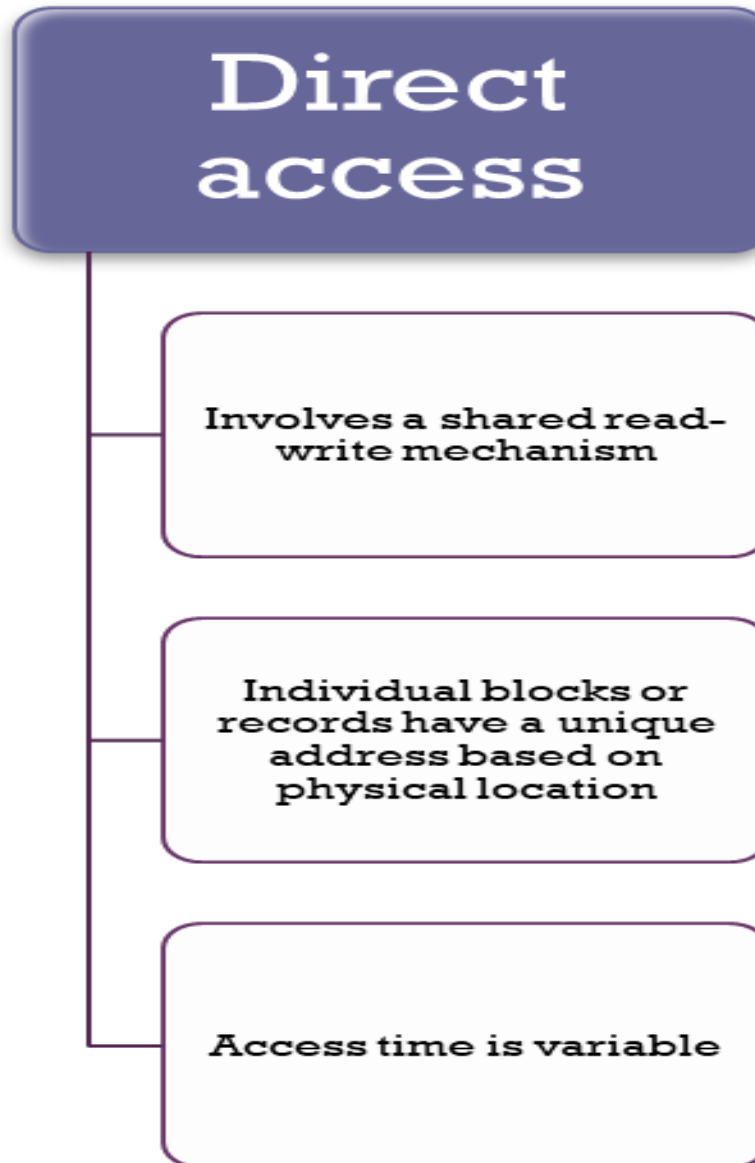 Direct
access
Involves a shared read-
write mechanism
Individual blocks or
records have a unique
address based on
physical location
Access time is variable